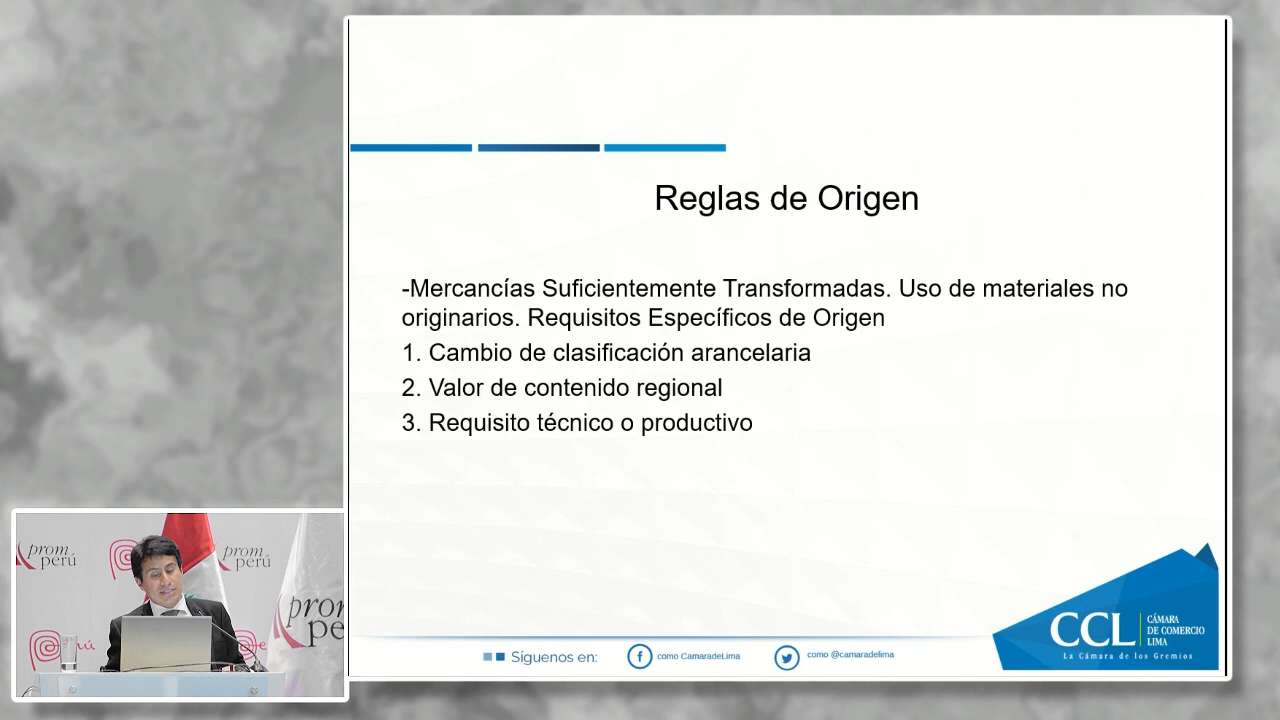 Reglas de Origen
-Mercancías Suficientemente Transformadas. Uso de materiales no
originarios. Requisitos Específicos de Origen
1. Cambio de clasificación arancelaria
2. Valor de contenido regional
3. Requisito técnico o productivo
CCL CÁMARA
DE COMERCIO
LIMA
La Cámara de los Gremios
Síguenos en:
como CamaradeLima
como @camaradelima
prom
perú
prom
perú
prom
pe